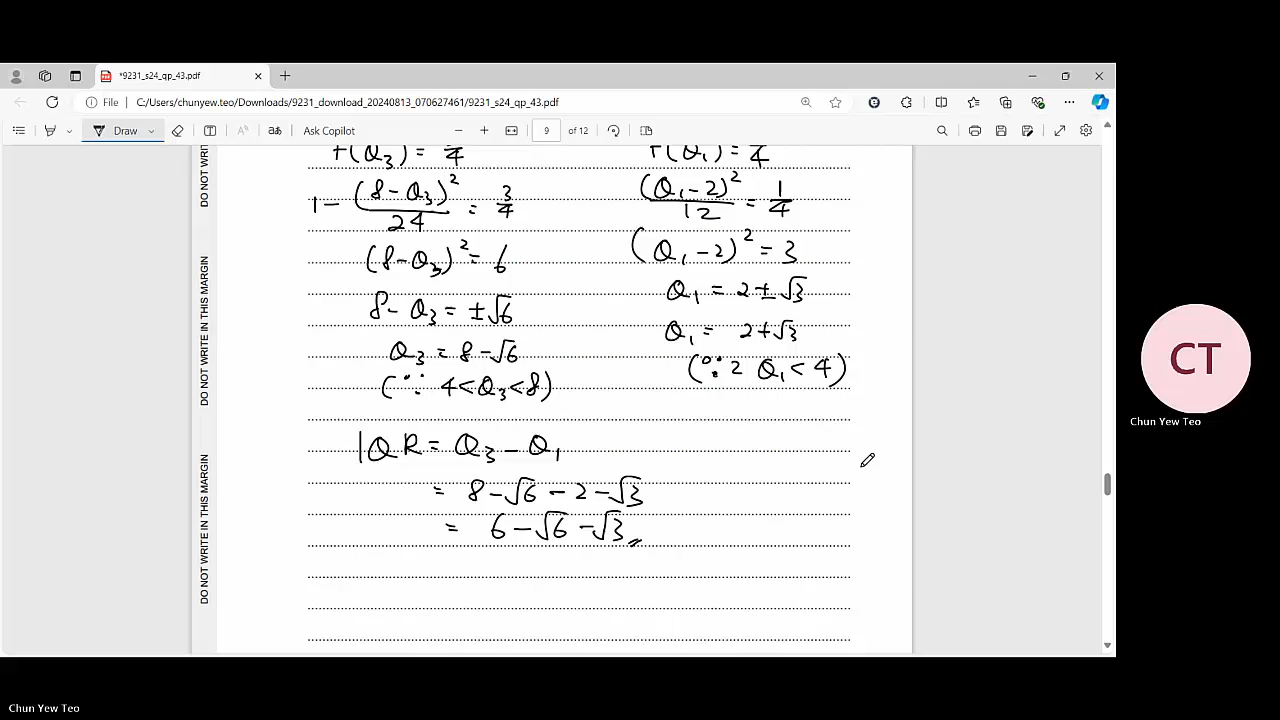 *9231_s24_qp_43.pdf
File
C:/Users/chunyew.teo/Downloads/9231_download_20240813_070627461/9231_s24_qp_43.pdf
Draw
Ask Copilot
9 of 12
DO NOT WRIT
DO NOT WRITE IN THIS MARGIN
DO NOT WRITE IN THIS MARGIN
F(Q₃) = 3/4
1 - (8 - Q₃)²/24 = 3/4
(8 - Q₃)² = 6
8 - Q₃ = ±√6
Q₃ = 8 - √6
(∵ 4 < Q₃ < 8)
F(Q₁) = 1/4
(Q₁ - 2)²/12 = 1/4
(Q₁ - 2)² = 3
Q₁ = 2 ± √3
Q₁ = 2 + √3
(∵ 2 Q₁ < 4)
IQR = Q₃ - Q₁
= 8 - √6 - 2 - √3
= 6 - √6 - √3
CT
Chun Yew Teo
Chun Yew Teo